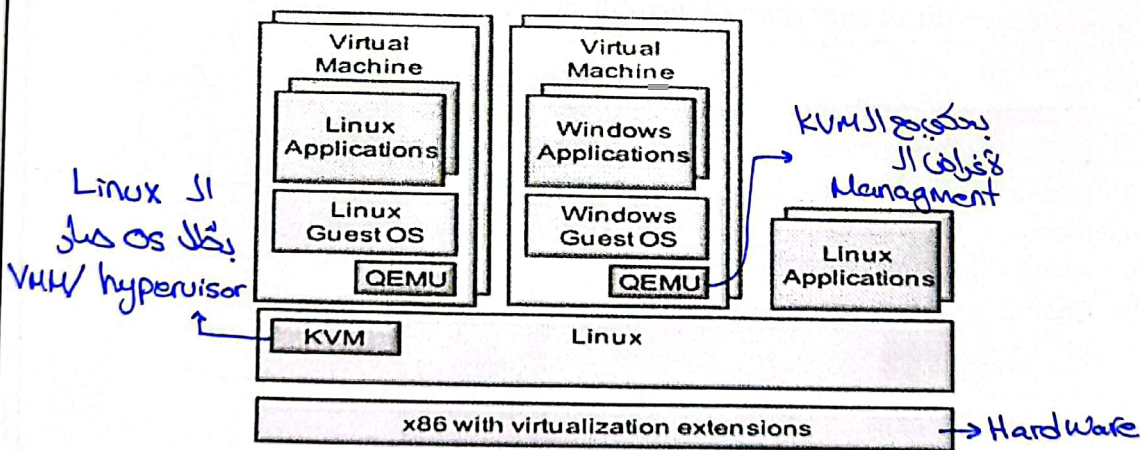 Virtual
Machine
Linux
Applications
Linux
Guest OS
QEMU
Virtual
Machine
Windows
Applications
Windows
Guest OS
QEMU
بحكي مع ال KVM
لأغراض ال
Managment
Linux
Applications
ال Linux
بطل OS صار
VMM/ hypervisor
KVM
Linux
x86 with virtualization extensions
Hardware